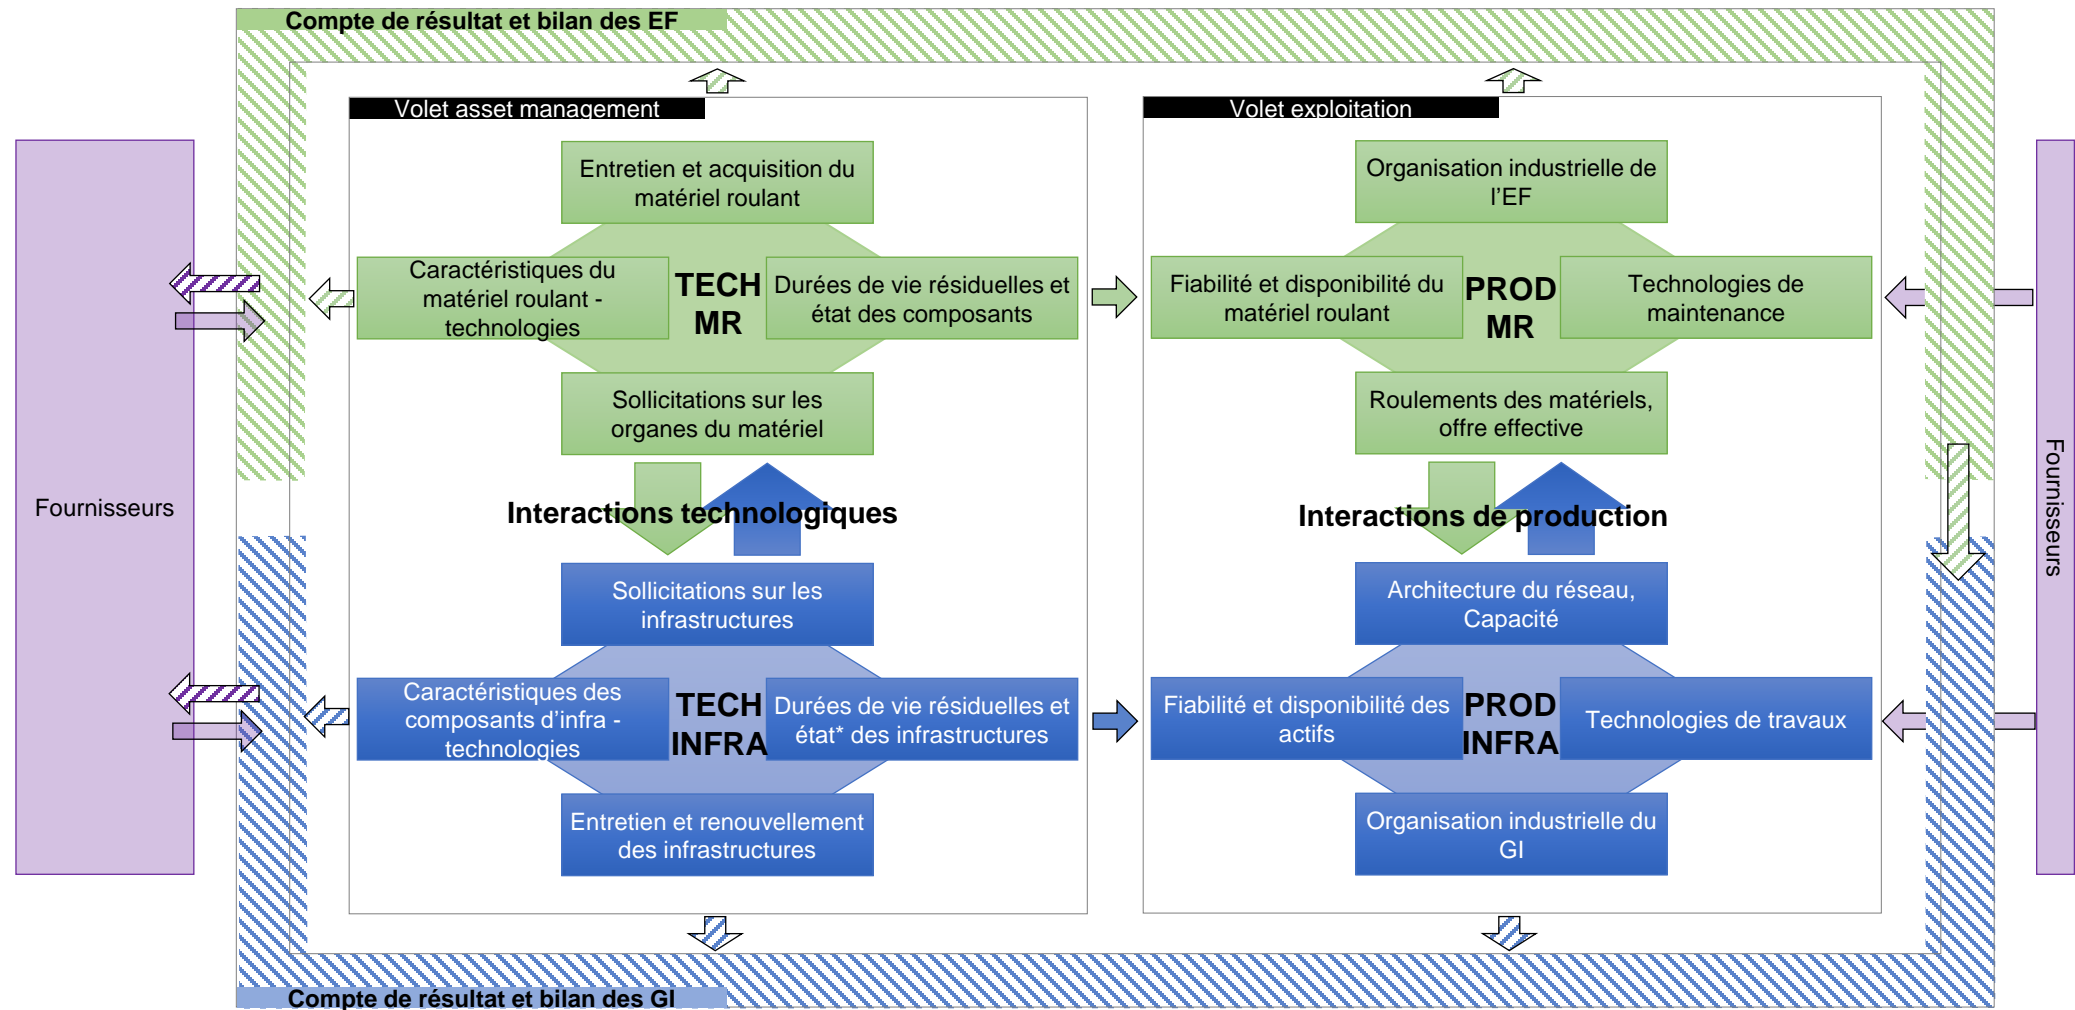 Compte de résultat et bilan des EF
Volet asset management
Volet exploitation
Fournisseurs
Entretien et acquisition du
matériel roulant
Caractéristiques du
matériel roulant -
technologies
TECH
MR
Durées de vie résiduelles et
état des composants
Sollicitations sur les
organes du matériel
Interactions technologiques
Sollicitations sur les
infrastructures
Caractéristiques des
composants d’infra -
technologies
TECH
INFRA
Durées de vie résiduelles et
état* des infrastructures
Entretien et renouvellement
des infrastructures
Organisation industrielle de
l’EF
Fiabilité et disponibilité du
matériel roulant
PROD
MR
Technologies de
maintenance
Roulements des matériels,
offre effective
Interactions de production
Architecture du réseau,
Capacité
Fiabilité et disponibilité des
actifs
PROD
INFRA
Technologies de travaux
Organisation industrielle du
GI
Fournisseurs
Compte de résultat et bilan des GI